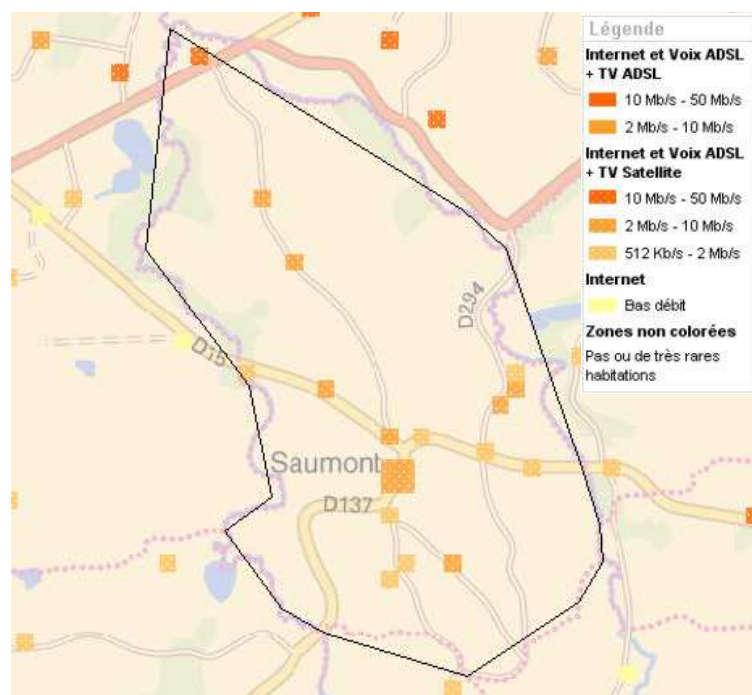 Légende
Internet et Voix ADSL
+ TV ADSL
10 Mb/s - 50 Mb/s
2 Mb/s - 10 Mb/s
Internet et Voix ADSL
+ TV Satellite
10 Mb/s - 50 Mb/s
2 Mb/s - 10 Mb/s
512 Kb/s - 2 Mb/s
Internet
Bas débit
Zones non colorées
Pas ou de très rares
habitations
D294
D15
Saumont
D137